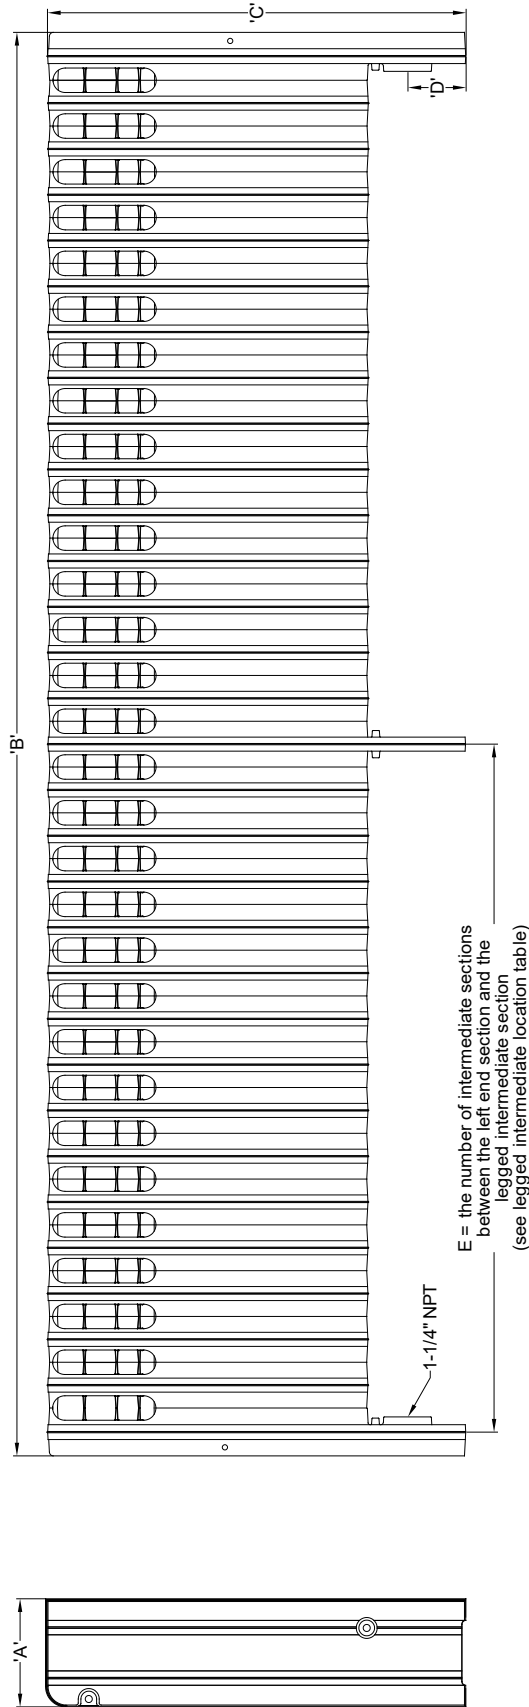 'A'
'B'
'C'
'D'
1-1/4" NPT
E = the number of intermediate sections
between the left end section and the
legged intermediate section
(see legged intermediate location table)